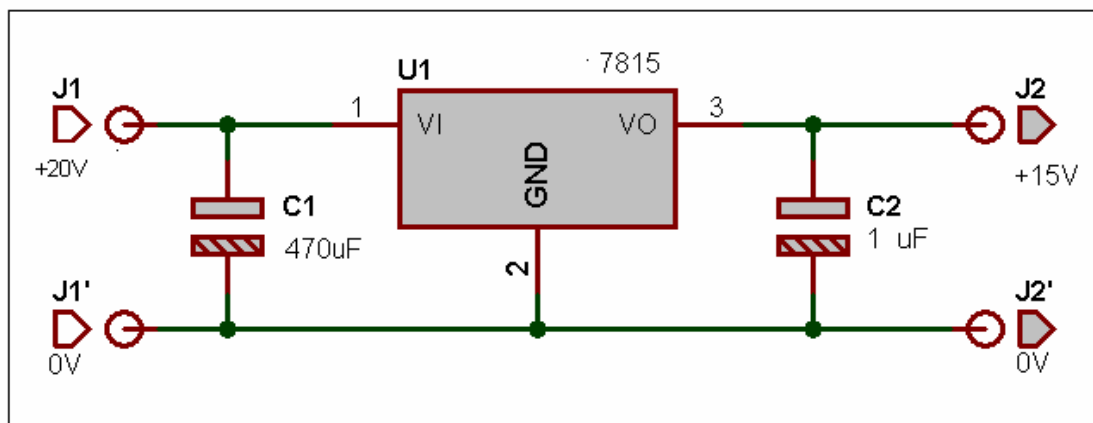 U1
7815
J1
+20V
1
VI
GND
VO
3
J2
+15V
C1
470uF
C2
1 uF
2
J1'
0V
J2'
0V